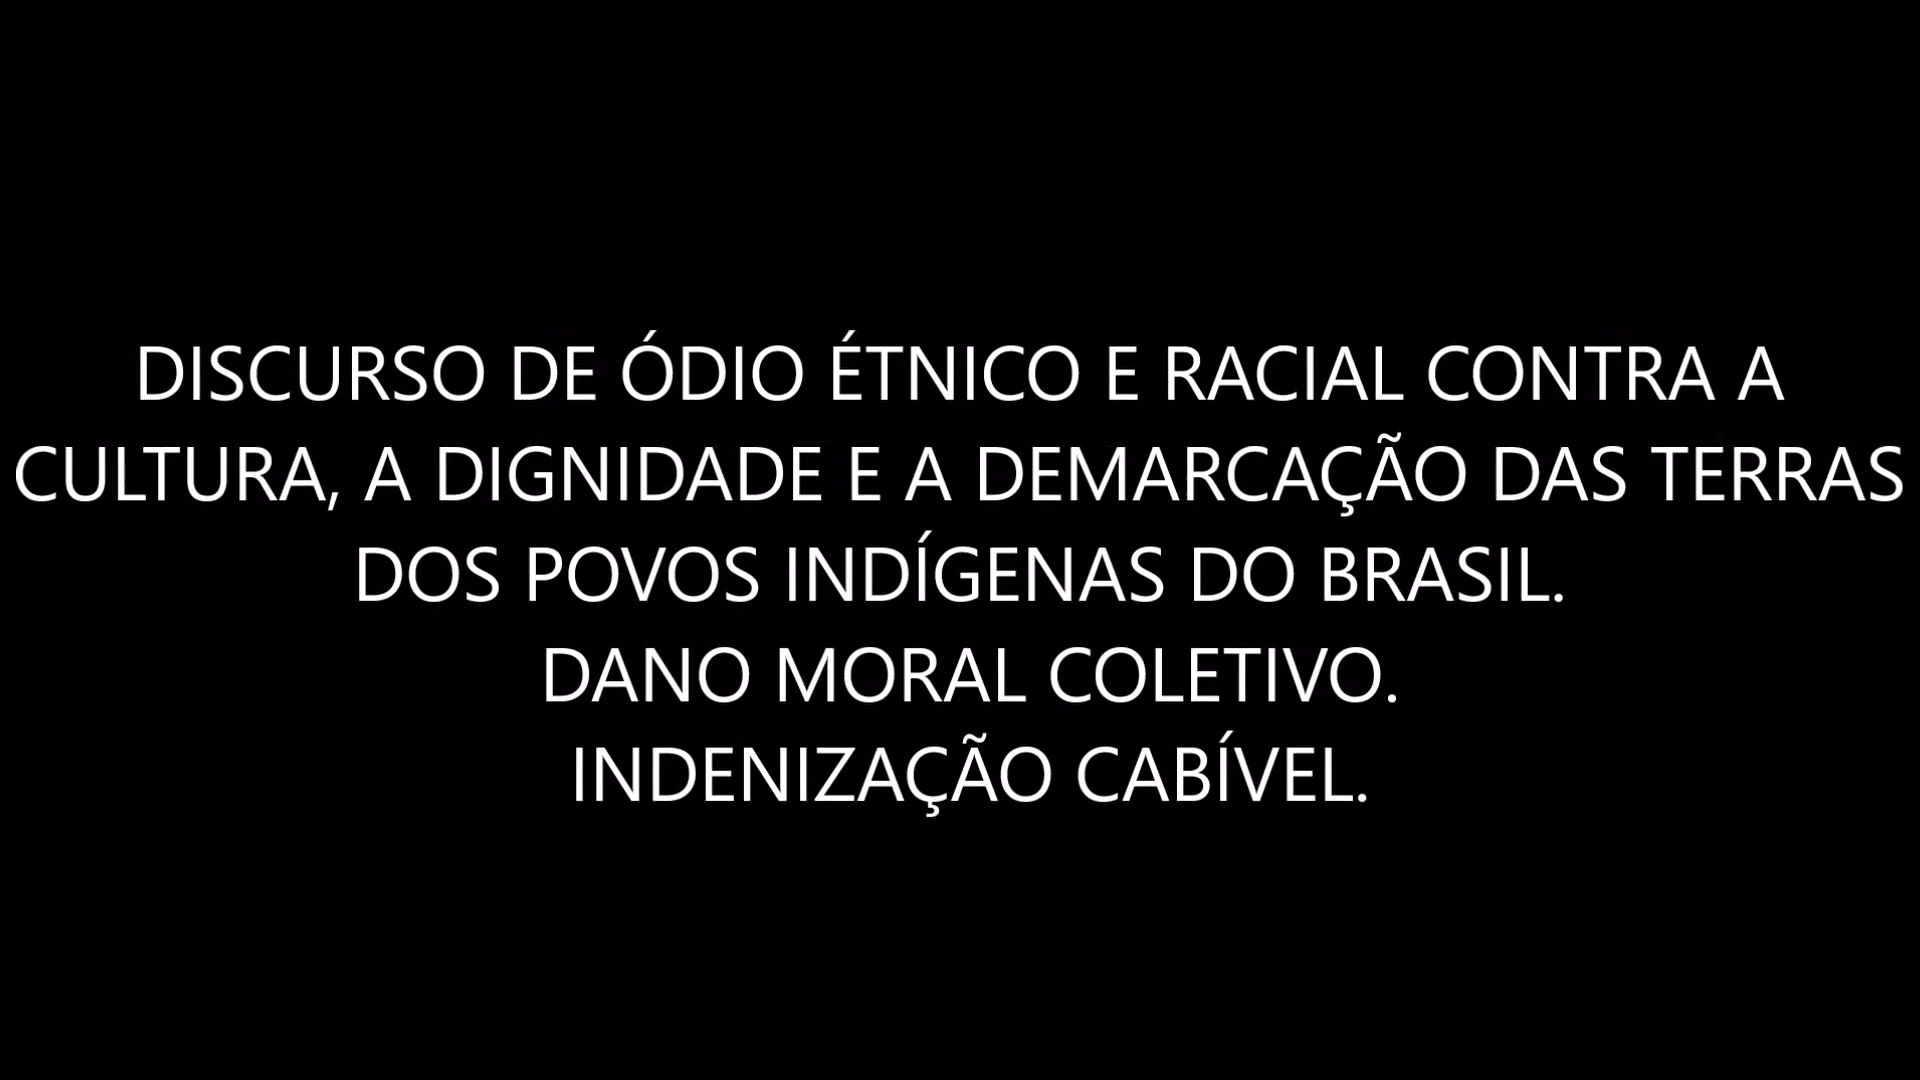 DISCURSO DE ÓDIO ÉTNICO E RACIAL CONTRA A
CULTURA, A DIGNIDADE E A DEMARCAÇÃO DAS TERRAS
DOS POVOS INDÍGENAS DO BRASIL.
DANO MORAL COLETIVO.
INDENIZAÇÃO CABÍVEL.